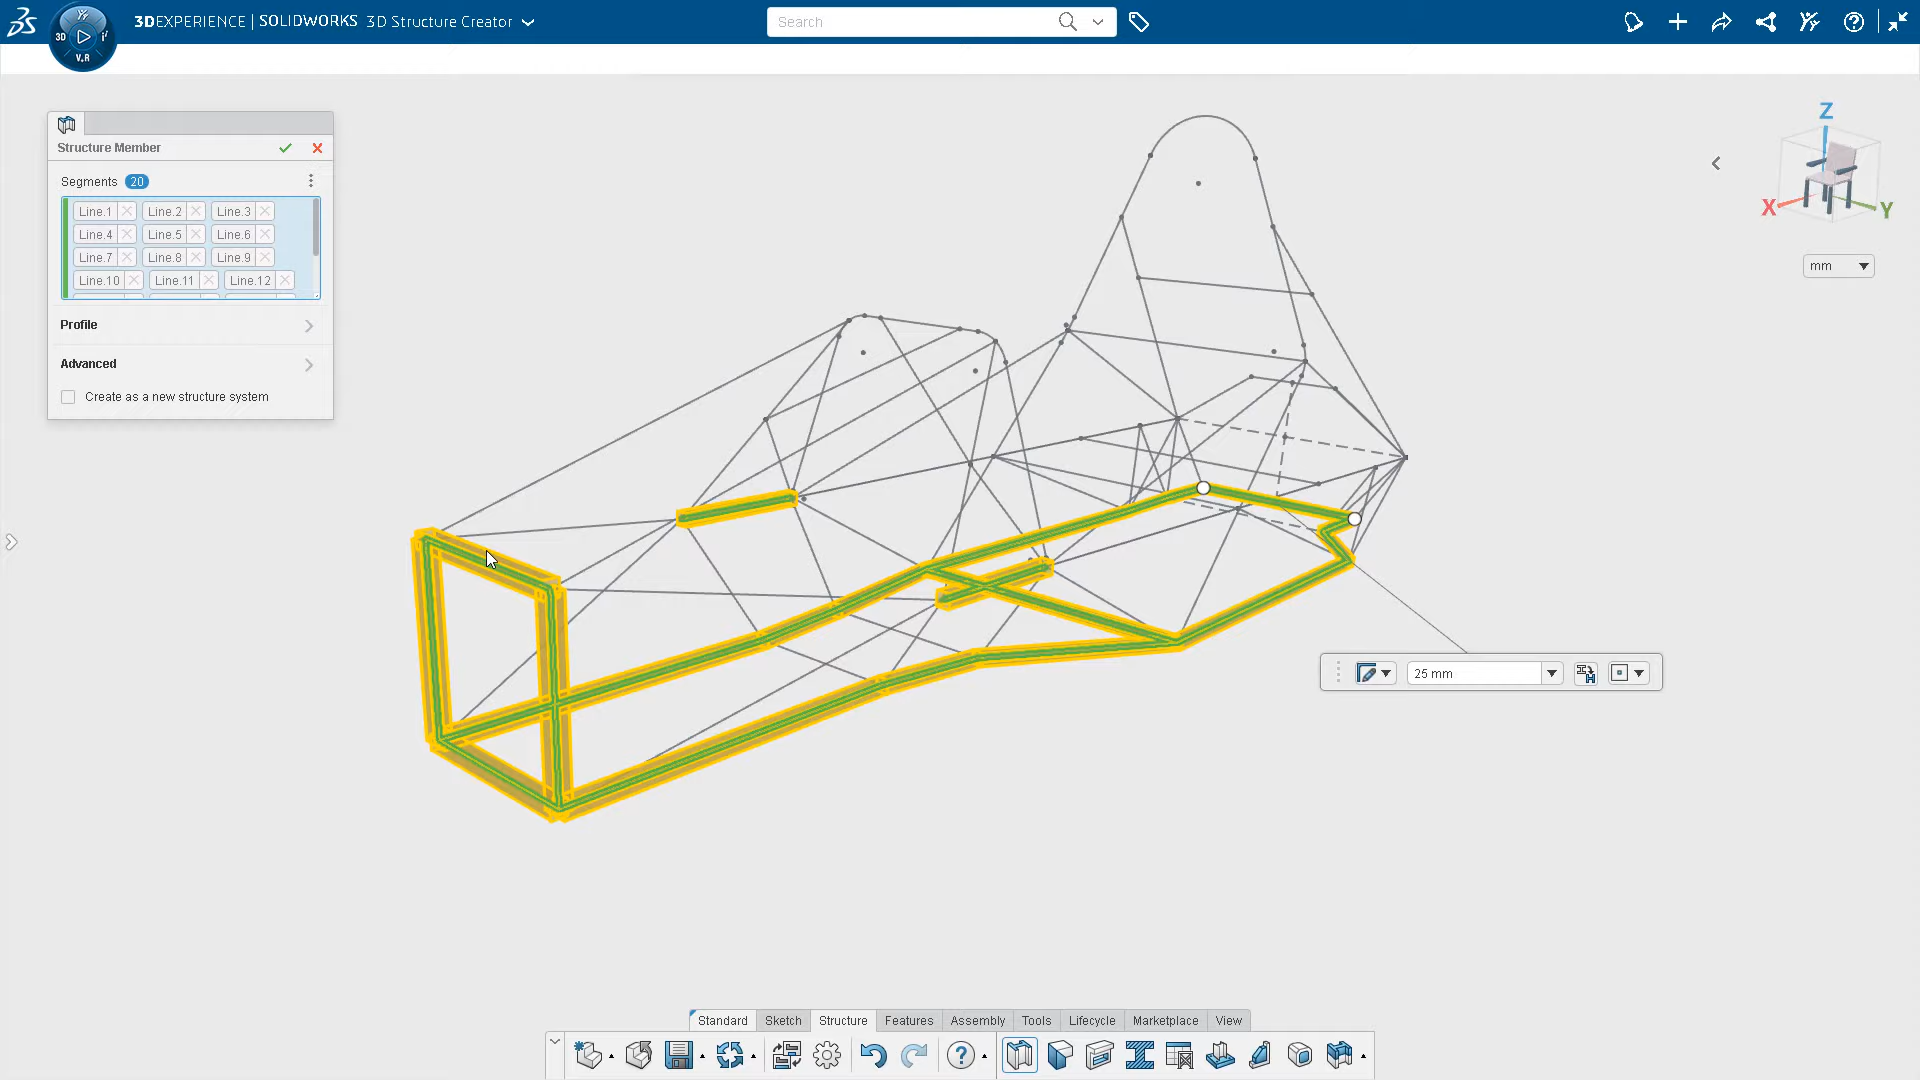 3DEXPERIENCE | SOLIDWORKS 3D Structure Creator
Search
3D
V.R
Structure Member
Segments 20
Line.1 Line.2 Line.3
Line.4 Line.5 Line.6
Line.7 Line.8 Line.9
Line.10 Line.11 Line.12
Profile
Advanced
Create as a new structure system
Z
X
Y
mm
25 mm
Standard Sketch Structure Features Assembly Tools Lifecycle Marketplace View